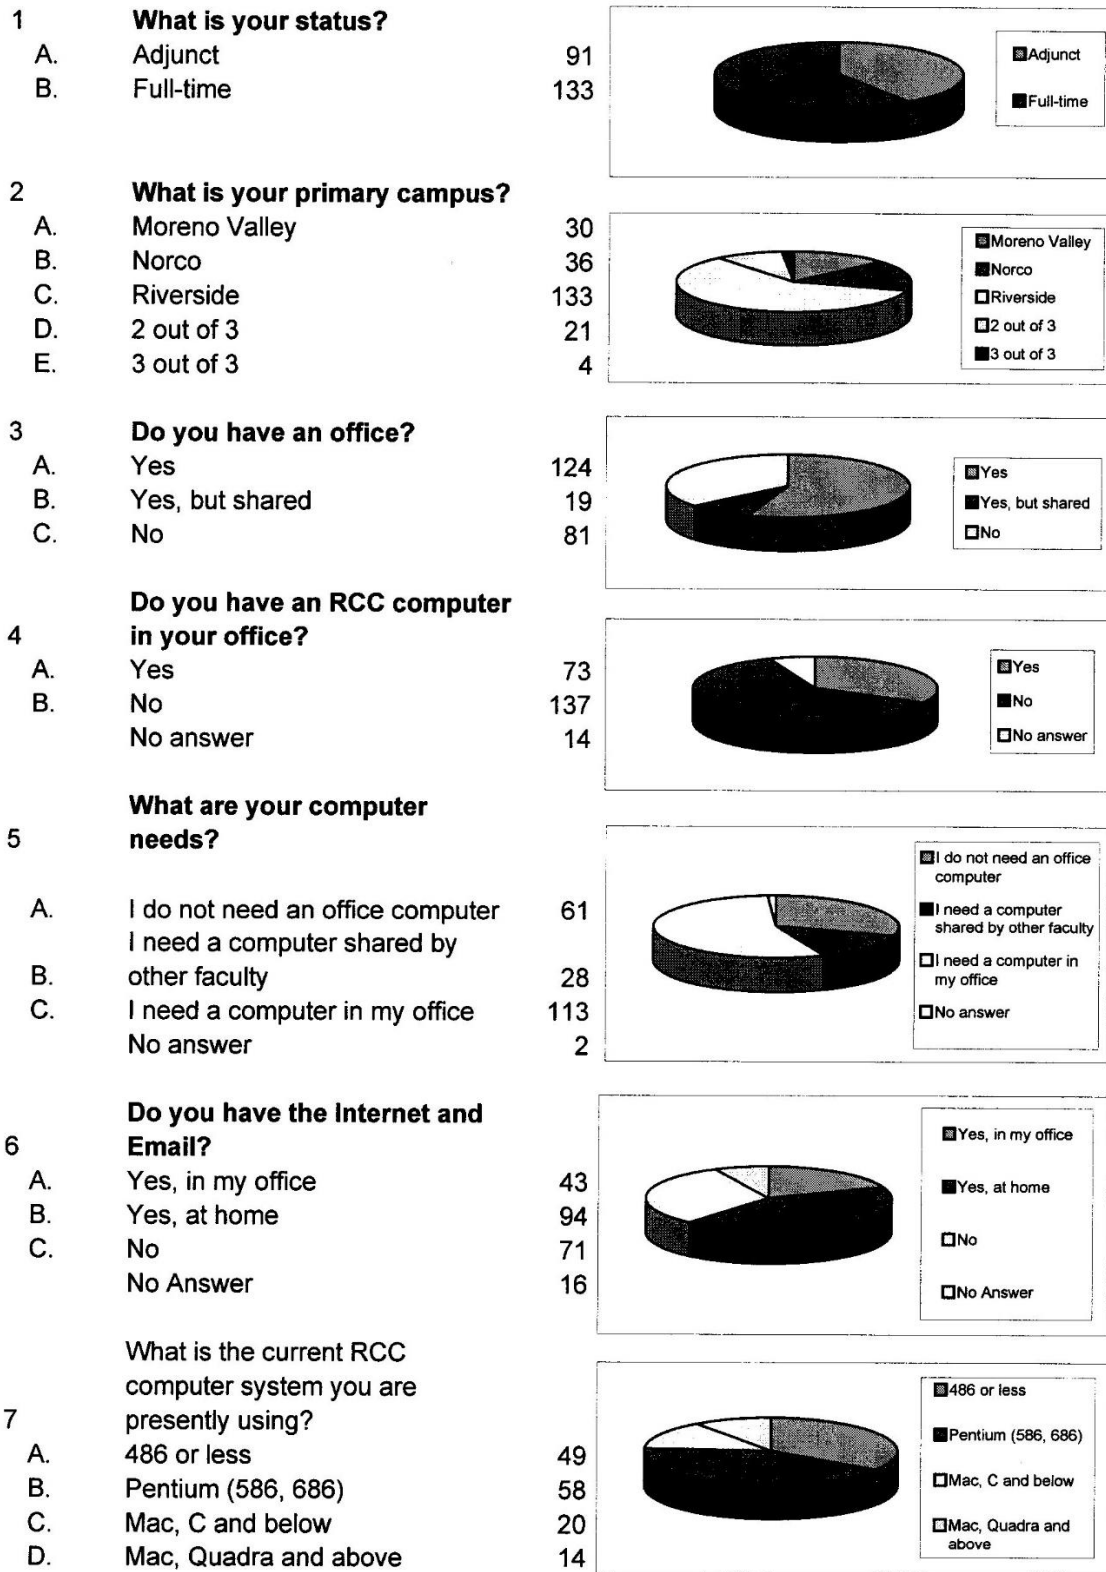 1 What is your status?
A. Adjunct 91
B. Full-time 133
Adjunct
Full-time
2 What is your primary campus?
A. Moreno Valley 30
B. Norco 36
C. Riverside 133
D. 2 out of 3 21
E. 3 out of 3 4
Moreno Valley
Norco
Riverside
2 out of 3
3 out of 3
3 Do you have an office?
A. Yes 124
B. Yes, but shared 19
C. No 81
Yes
Yes, but shared
No
Do you have an RCC computer
4 in your office?
A. Yes 73
B. No 137
No answer 14
Yes
No
No answer
What are your computer
5 needs?
A. I do not need an office computer 61
I need a computer shared by
B. other faculty 28
C. I need a computer in my office 113
No answer 2
I do not need an office
computer
I need a computer
shared by other faculty
I need a computer in
my office
No answer
Do you have the Internet and
6 Email?
A. Yes, in my office 43
B. Yes, at home 94
C. No 71
No Answer 16
Yes, in my office
Yes, at home
No
No Answer
What is the current RCC
computer system you are
7 presently using?
A. 486 or less 49
B. Pentium (586, 686) 58
C. Mac, C and below 20
D. Mac, Quadra and above 14
486 or less
Pentium (586, 686)
Mac, C and below
Mac, Quadra and
above